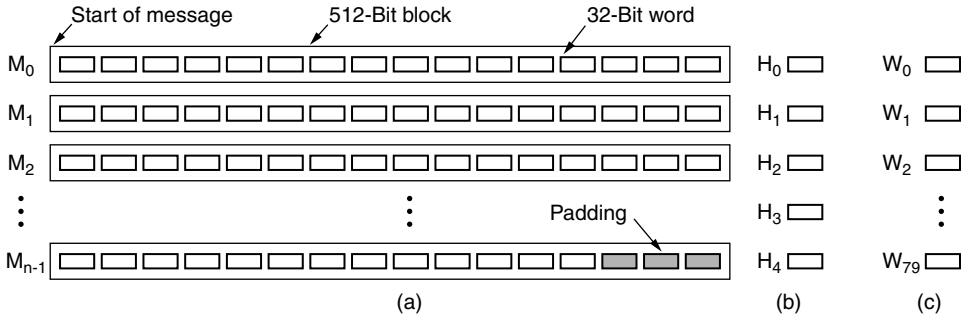 Start of message 512-Bit block 32-Bit word
M0 H0 W0
M1 H1 W1
M2 H2 W2
H3
Padding
Mn-1 H4 W79
(a) (b) (c)